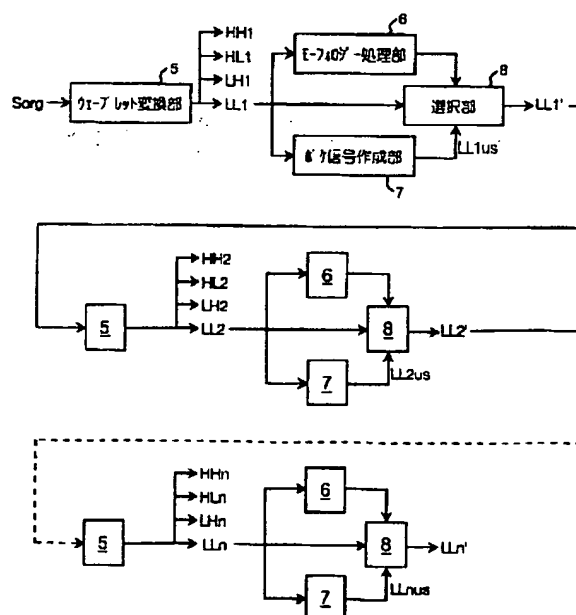 HH1
HL1
LH1
LL1
5
Sorg
ウェーブレット変換部
6
モーフォロジー処理部
8
選択部
LL1'
LL1us
ボケ信号作成部
7
HH2
HL2
LH2
LL2
5
6
8
LL2'
LL2us
7
HHn
HLn
LHn
LLn
5
6
8
LLn'
LLnus
7